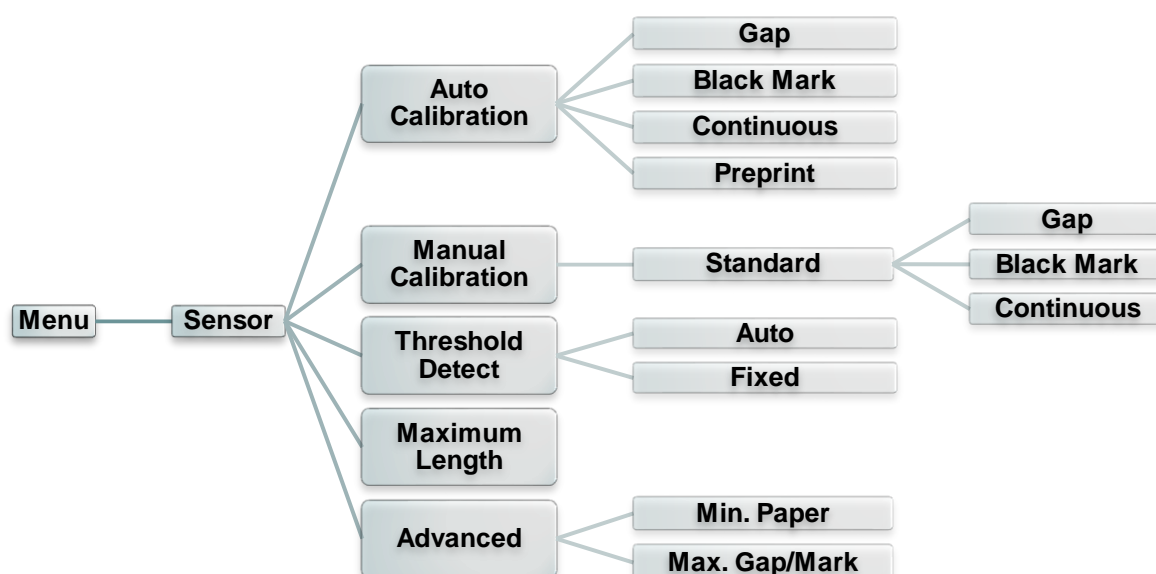 Menu
Sensor
Auto
Calibration
Gap
Black Mark
Continuous
Preprint
Manual
Calibration
Standard
Gap
Black Mark
Continuous
Threshold
Detect
Auto
Fixed
Maximum
Length
Advanced
Min. Paper
Max. Gap/Mark